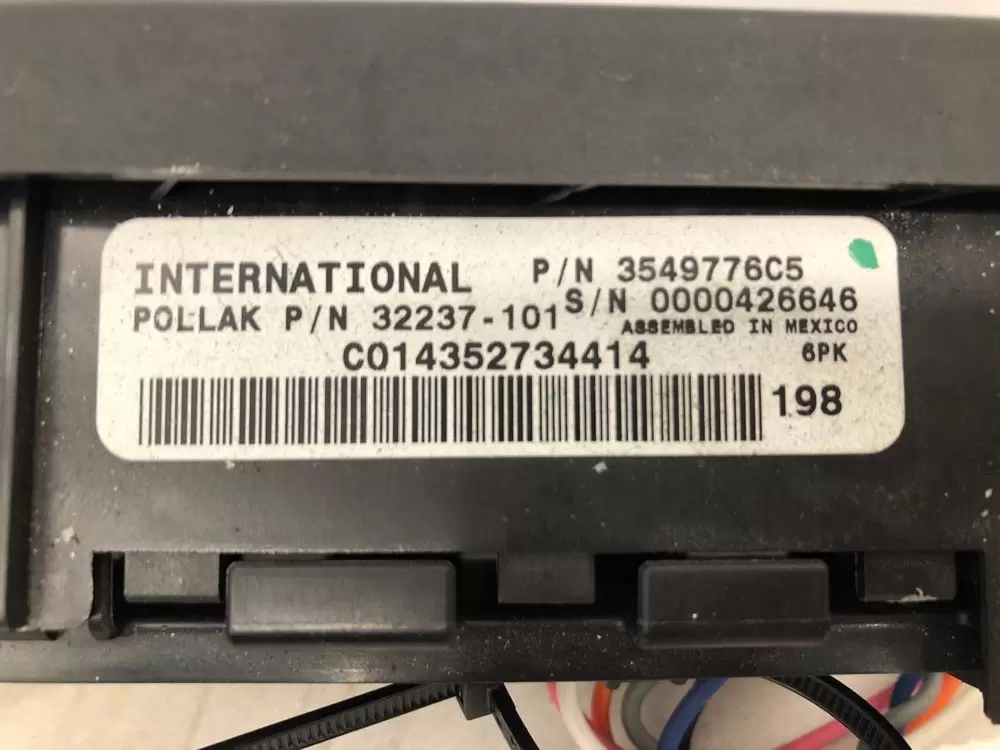 INTERNATIONAL P/N 3549776C5
POLLAK P/N 32237-101 S/N 0000426646
ASSEMBLED IN MEXICO
C014352734414 6PK
198